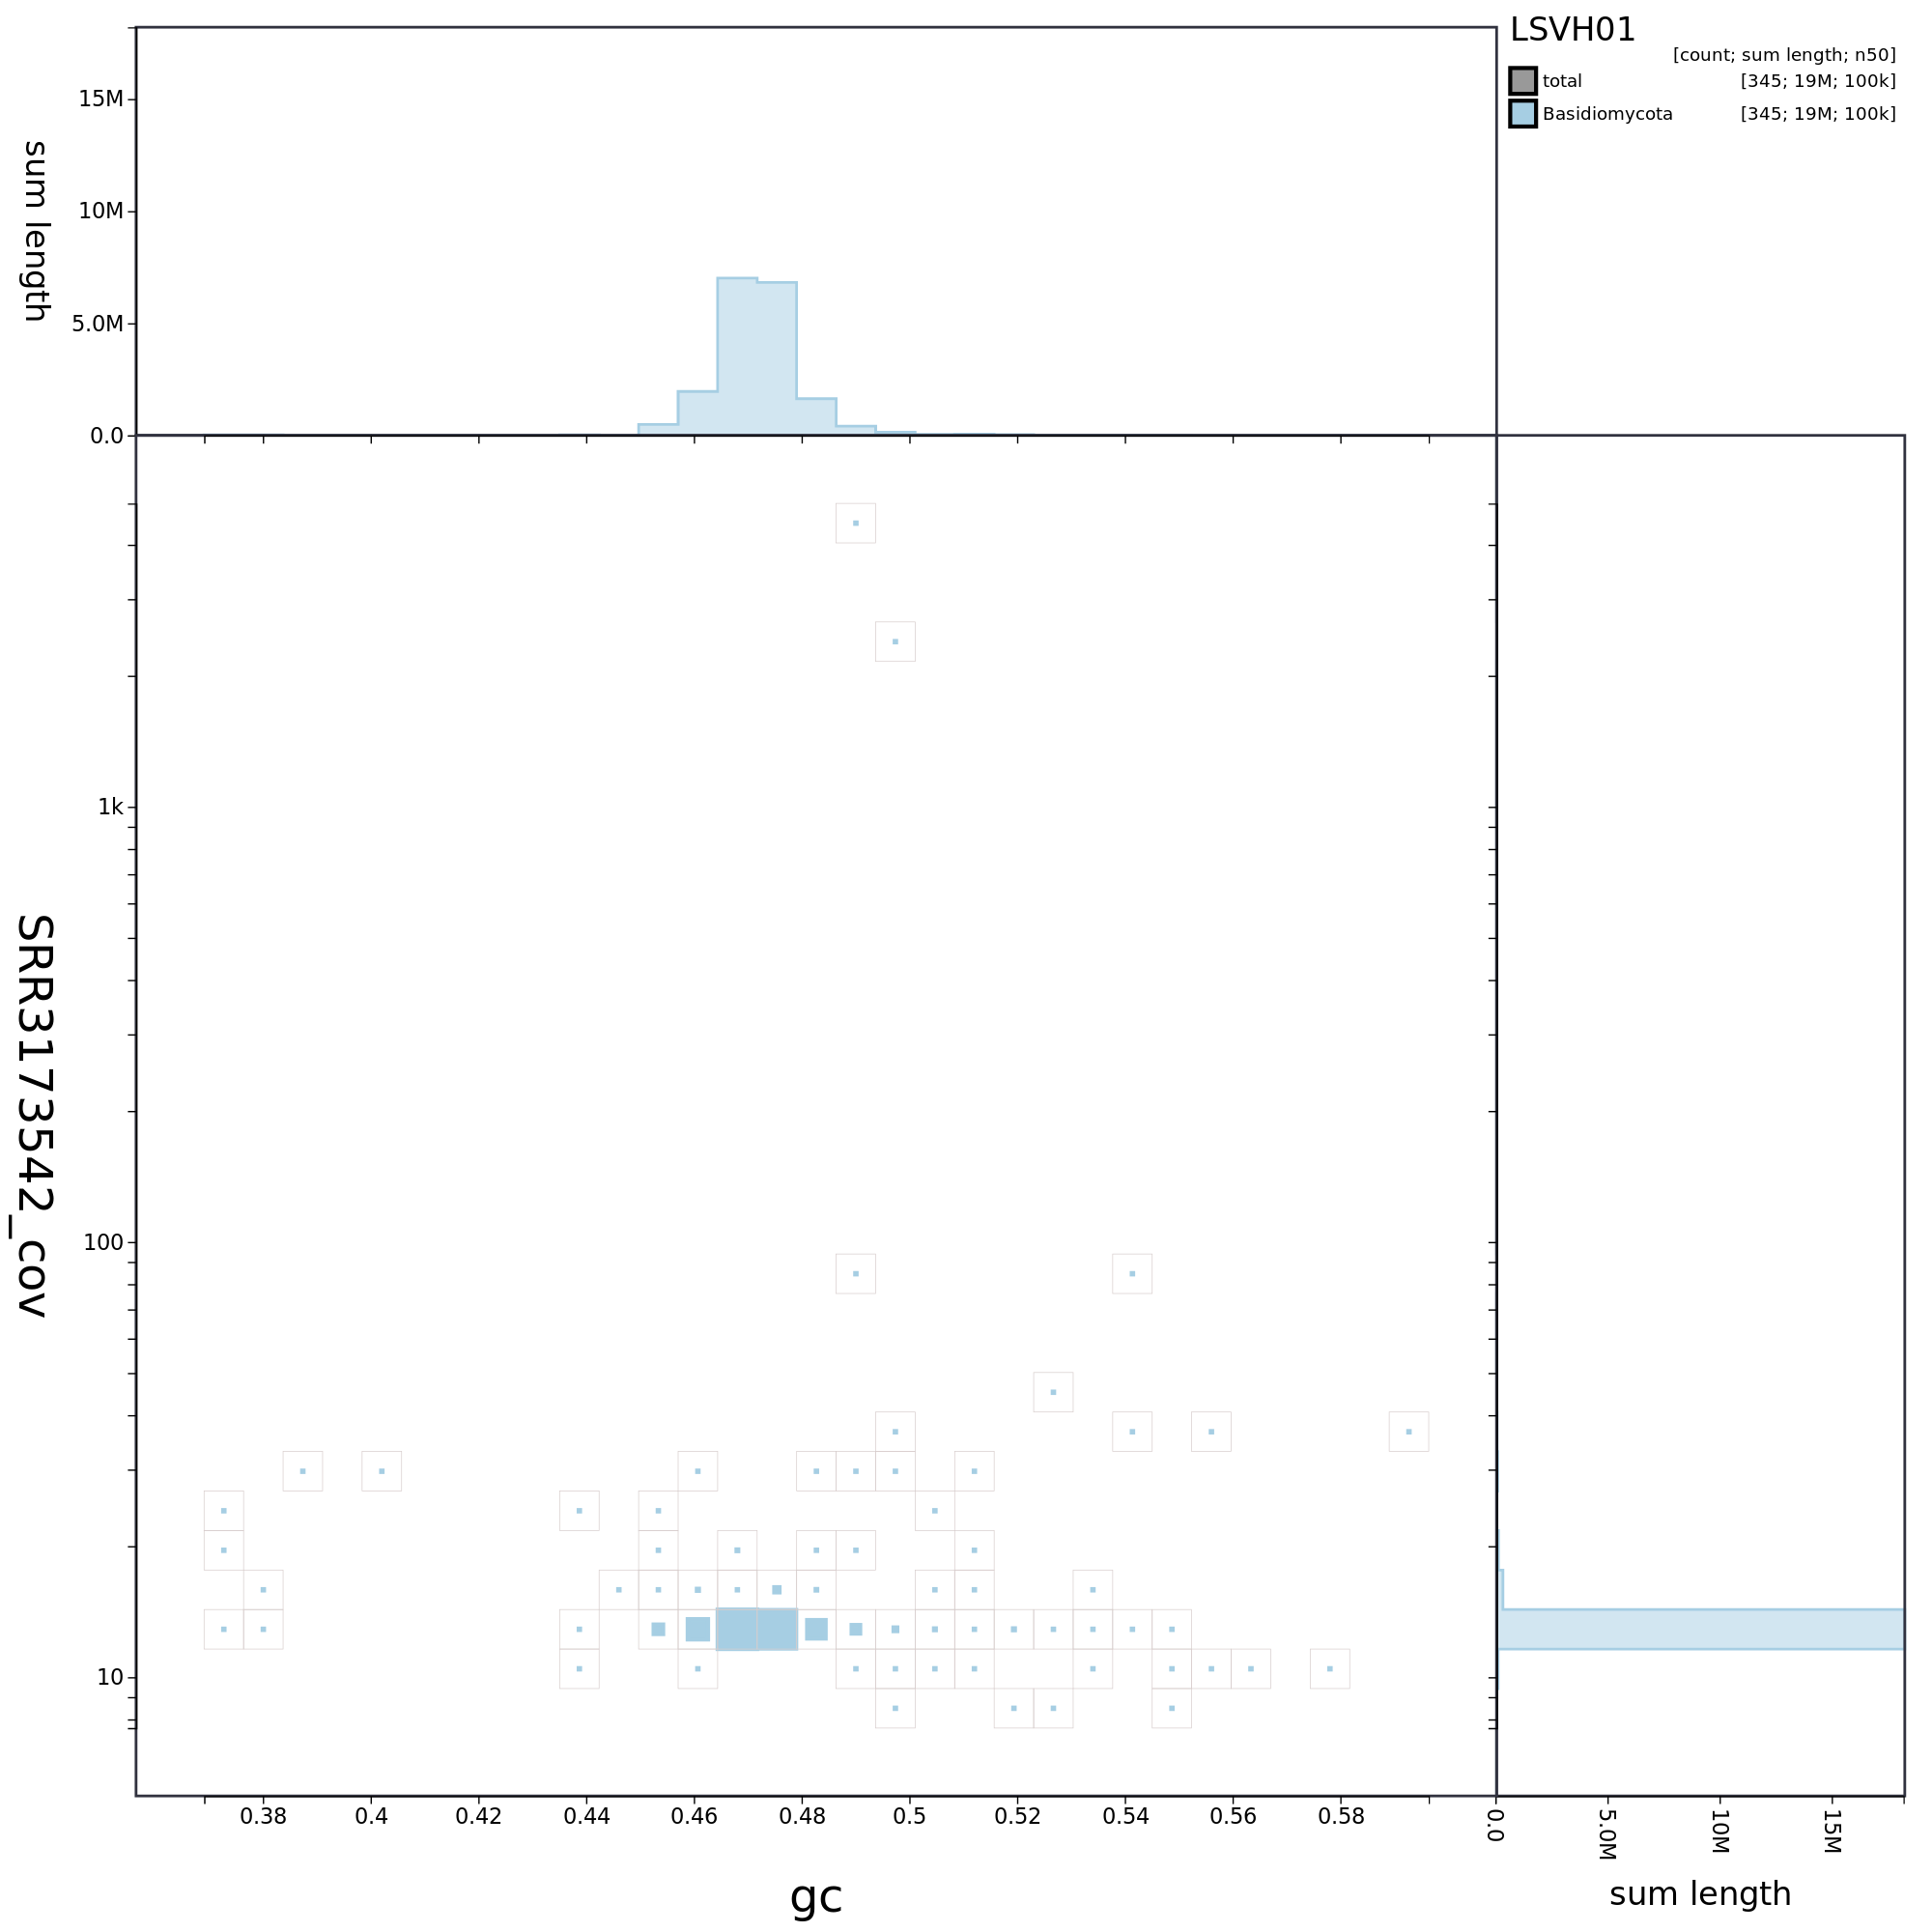 LSVH01
[count; sum length; n50]
total [345; 19M; 100k]
Basidiomycota [345; 19M; 100k]
sum length
15M
10M
5.0M
0.0
SRR3173542_cov
1k
100
10
0.38 0.4 0.42 0.44 0.46 0.48 0.5 0.52 0.54 0.56 0.58
gc
0.0 5.0M 10M 15M
sum length